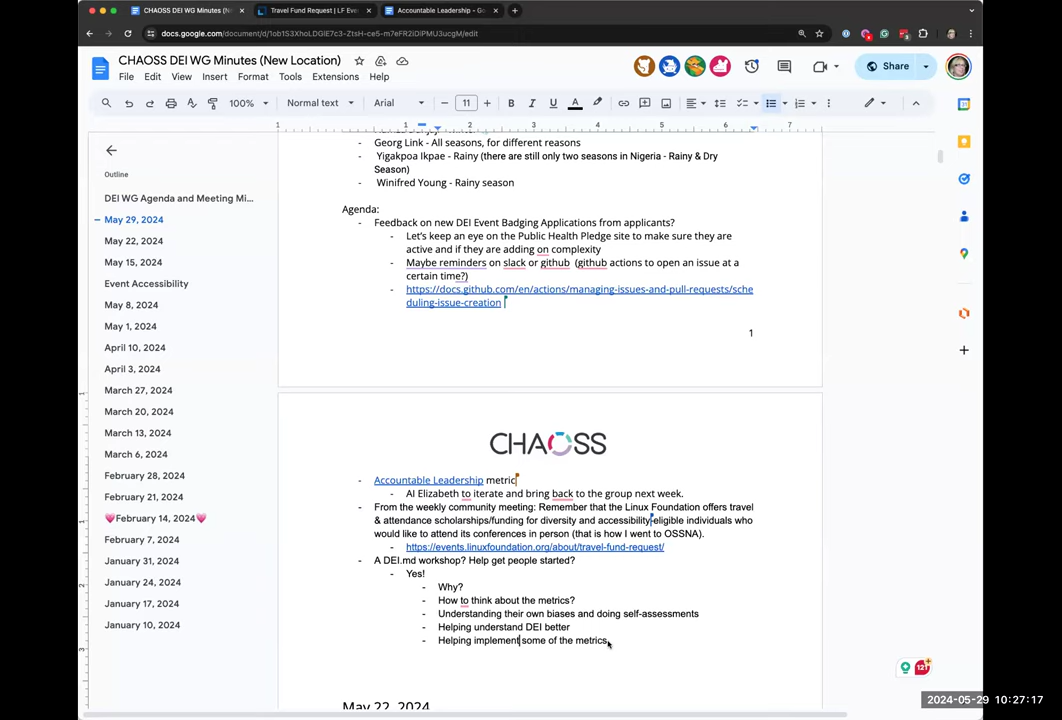 CHAOSS DEI WG Minutes (N
Travel Fund Request | LF Eve
Accountable Leadership - Go
docs.google.com/document/d/1ob1S3XhoLDGIE7c3-ZtsH-ce5-m7eFR2iDIPMU3ucgM/edit
CHAOSS DEI WG Minutes (New Location)
File Edit View Insert Format Tools Extensions Help
Share
100% Normal text Arial 11 B I U A
1 1 2 3 4 5 6 7
Outline
DEI WG Agenda and Meeting Mi...
May 29, 2024
May 22, 2024
May 15, 2024
Event Accessibility
May 8, 2024
May 1, 2024
April 10, 2024
April 3, 2024
March 27, 2024
March 20, 2024
March 13, 2024
March 6, 2024
February 28, 2024
February 21, 2024
💗February 14, 2024💗
February 7, 2024
January 31, 2024
January 24, 2024
January 17, 2024
January 10, 2024
- Georg Link - All seasons, for different reasons
- Yigakpoa Ikpae - Rainy (there are still only two seasons in Nigeria - Rainy & Dry
Season)
- Winifred Young - Rainy season
Agenda:
- Feedback on new DEI Event Badging Applications from applicants?
- Let's keep an eye on the Public Health Pledge site to make sure they are
active and if they are adding on complexity
- Maybe reminders on slack or github (github actions to open an issue at a
certain time?)
- https://docs.github.com/en/actions/managing-issues-and-pull-requests/sche
duling-issue-creation
1
CHAOSS
- Accountable Leadership metric
- AI Elizabeth to iterate and bring back to the group next week.
- From the weekly community meeting: Remember that the Linux Foundation offers travel
& attendance scholarships/funding for diversity and accessibility-eligible individuals who
would like to attend its conferences in person (that is how I went to OSSNA).
- https://events.linuxfoundation.org/about/travel-fund-request/
- A DEI.md workshop? Help get people started?
- Yes!
- Why?
- How to think about the metrics?
- Understanding their own biases and doing self-assessments
- Helping understand DEI better
- Helping implement some of the metrics
May 22, 2024
121
2024-05-29 10:27:17